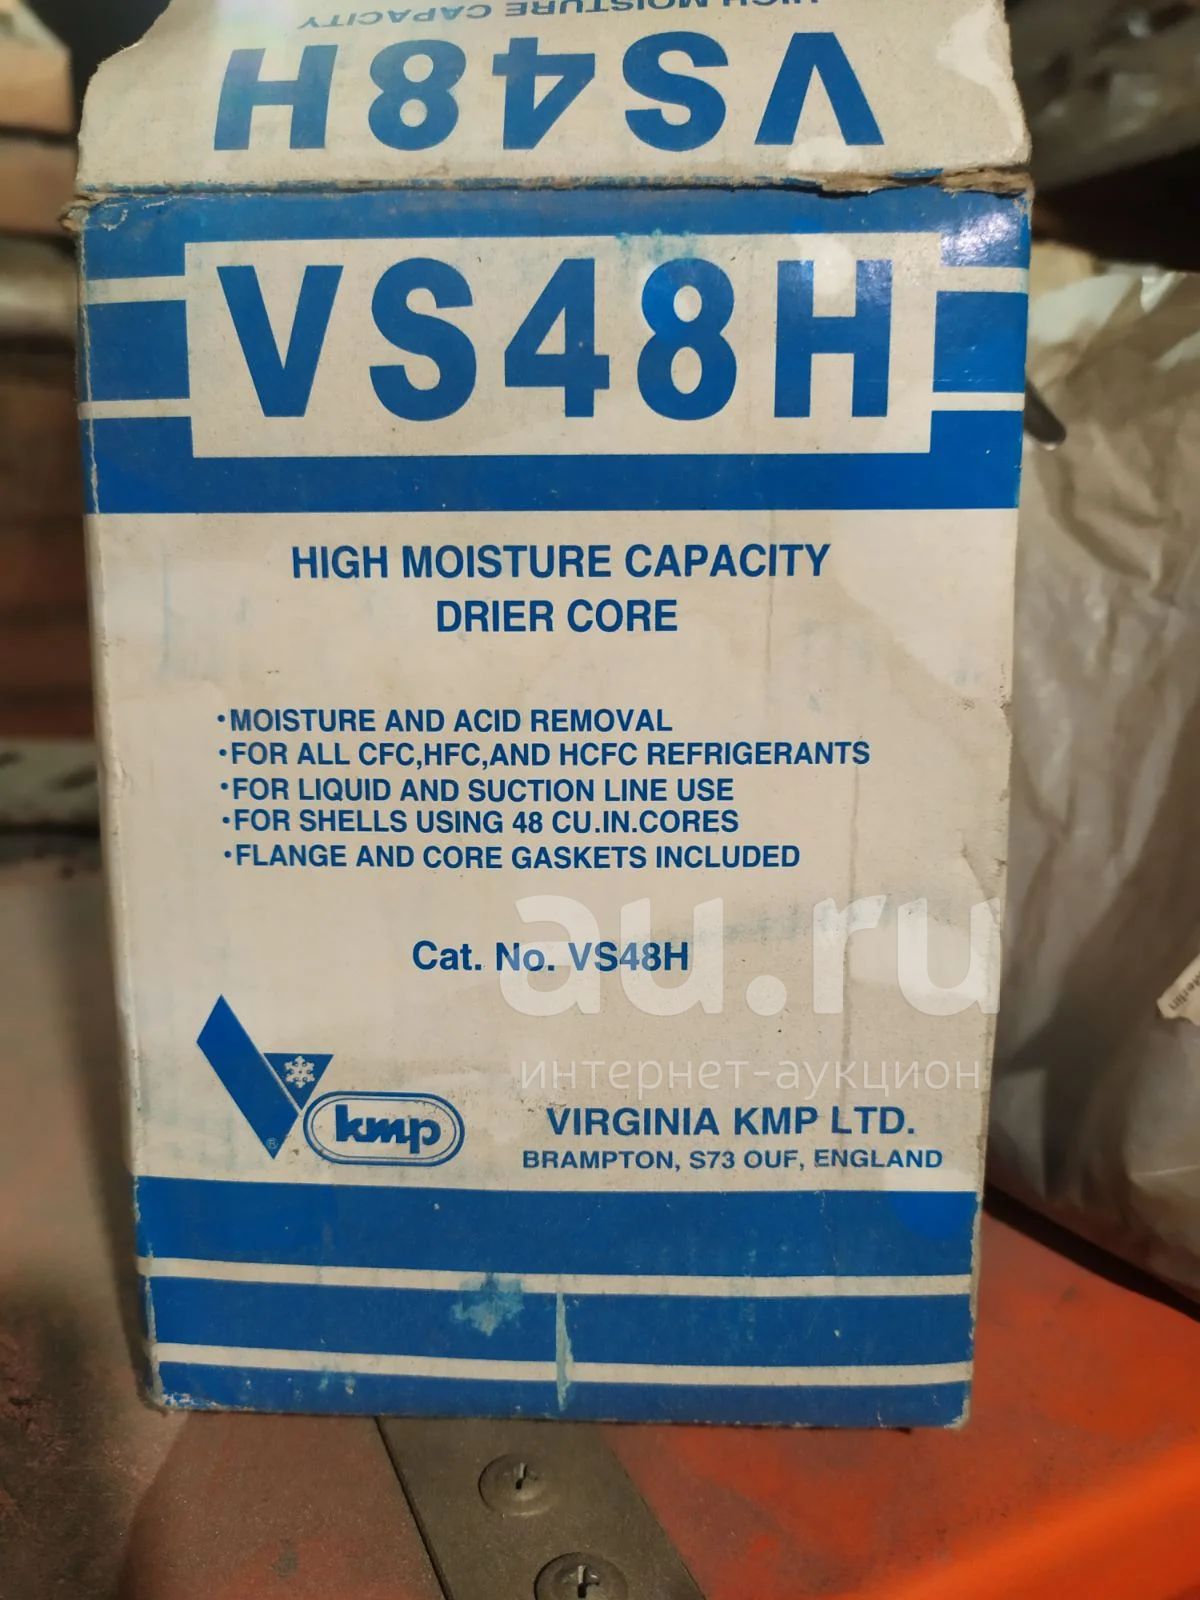 HIGH MOISTURE CAPACITY
VS48H
VS48H
HIGH MOISTURE CAPACITY
DRIER CORE
•MOISTURE AND ACID REMOVAL
•FOR ALL CFC,HFC,AND HCFC REFRIGERANTS
•FOR LIQUID AND SUCTION LINE USE
•FOR SHELLS USING 48 CU.IN.CORES
•FLANGE AND CORE GASKETS INCLUDED
au.ru
Cat. No. VS48H
интернет-аукцион
kmp
®
VIRGINIA KMP LTD.
BRAMPTON, S73 OUF, ENGLAND